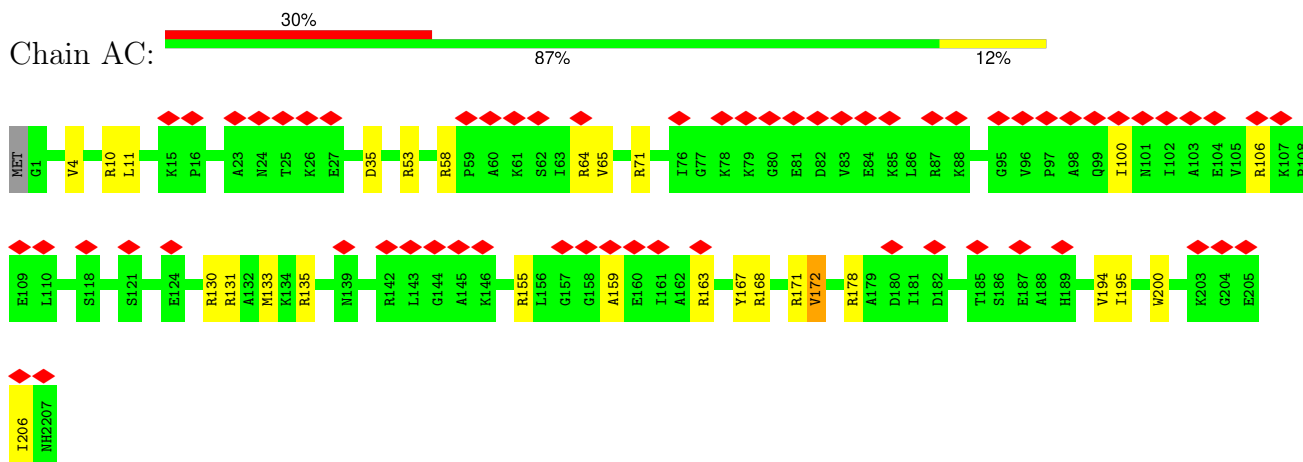 30%
Chain AC:
87% 12%
MET G1 V4 R10 L11 K15 P16 A23 N24 T25 K26 E27 D35 R53 R58 P59 A60 K61 S62 I63 R64 V65 R71 I76 G77 K78 K79 G80 E81 D82 V83 E84 K85 L86 R87 K88 G95 V96 P97 A98 Q99 I100 N101 I102 A103 E104 V105 R106 K107
E109 L110 S118 S121 E124 R130 R131 A132 M133 K134 R135 N139 R142 L143 G144 A145 K146 R155 L156 G157 G158 A159 E160 I161 A162 R163 Y167 R168 R171 V172 R178 A179 D180 I181 D182 T185 S186 E187 A188 H189 V194 I195 W200 K203 G204 E205
I206 NH2207